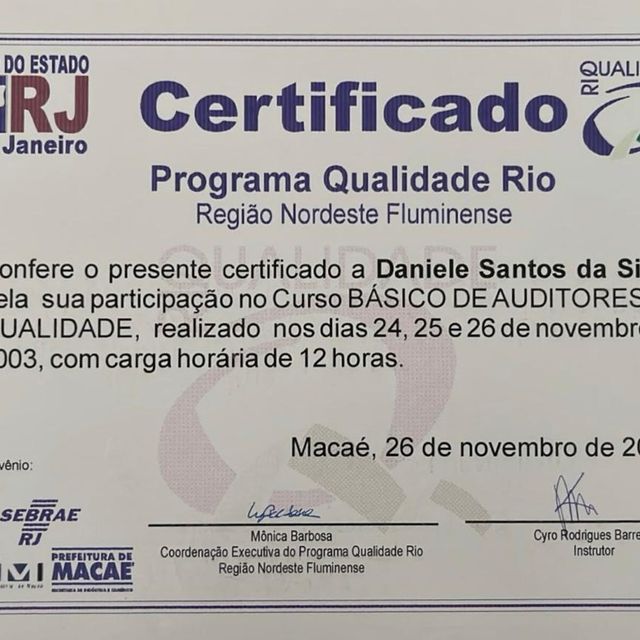 DO ESTADO
RJ
Janeiro
Certificado
QUALI
RIO
Programa Qualidade Rio
Região Nordeste Fluminense
onfere o presente certificado a Daniele Santos da Si
ela sua participação no Curso BÁSICO DE AUDITORES
UALIDADE, realizado nos dias 24, 25 e 26 de novembr
003, com carga horária de 12 horas.
QUALIDADE
Macaé, 26 de novembro de 20
vênio:
SEBRAE
RJ
PREFEITURA DE
MACAÉ
Mônica Barbosa
Coordenação Executiva do Programa Qualidade Rio
Região Nordeste Fluminense
Cyro Rodrigues Barre
Instrutor